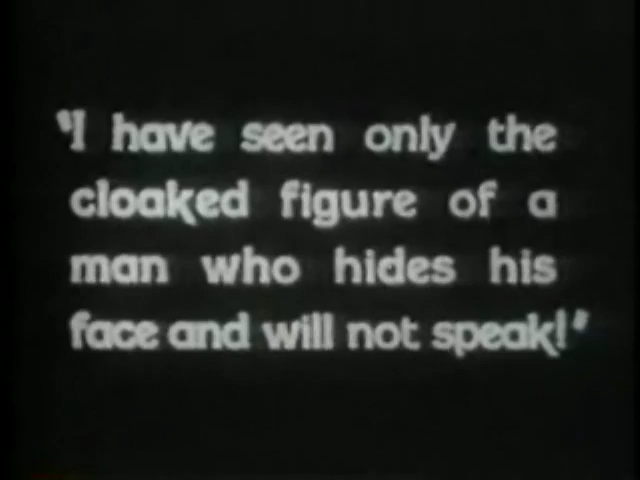 "I have seen only the
cloaked figure of a
man who hides his
face and will not speak!"